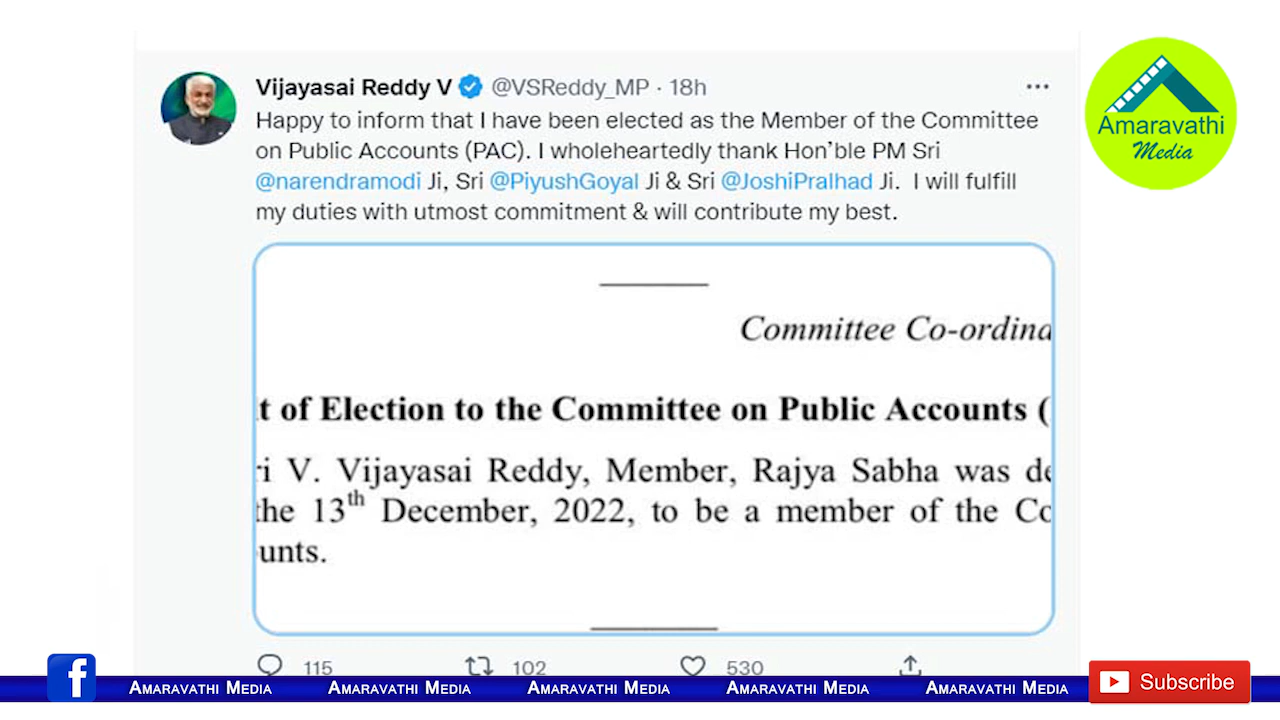 Vijayasai Reddy V @VSReddy_MP · 18h
Happy to inform that I have been elected as the Member of the Committee
on Public Accounts (PAC). I wholeheartedly thank Hon’ble PM Sri
@narendramodi Ji, Sri @PiyushGoyal Ji & Sri @JoshiPralhad Ji. I will fulfill
my duties with utmost commitment & will contribute my best.
Committee Co-ordina
t of Election to the Committee on Public Accounts (
ri V. Vijayasai Reddy, Member, Rajya Sabha was de
the 13th December, 2022, to be a member of the Co
unts.
115 102 530
Amaravathi
Media
f Amaravathi Media Amaravathi Media Amaravathi Media Amaravathi Media Amaravathi Media Subscribe